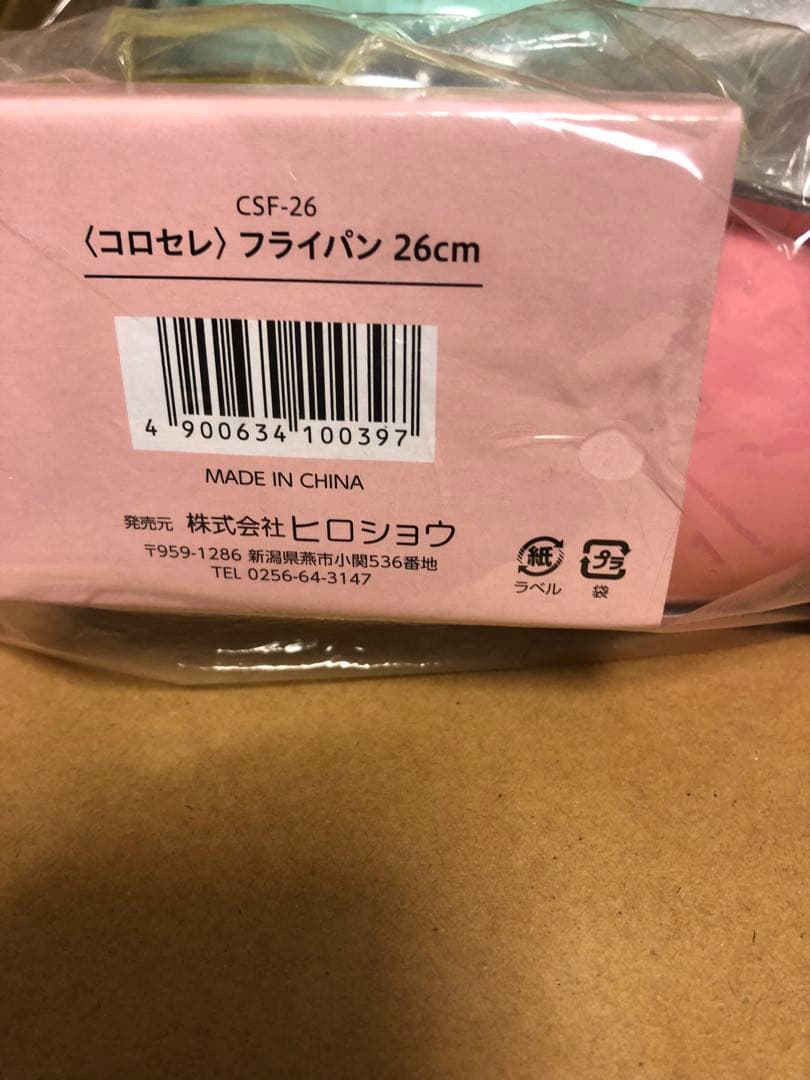 CSF-26
〈コロセレ〉フライパン 26cm
4 900634 100397
MADE IN CHINA
発売元 株式会社ヒロショウ
〒959-1286 新潟県燕市小関536番地
TEL 0256-64-3147
紙
ラベル
プラ
袋